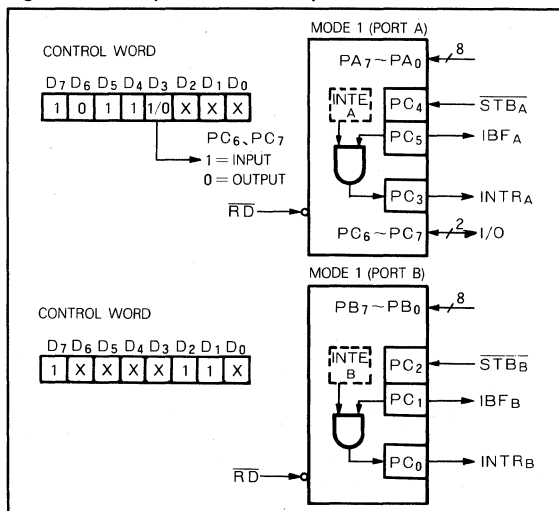 MODE 1 (PORT A)
CONTROL WORD
PA7~PA0
8
D7 D6 D5 D4 D3 D2 D1 D0
1 0 1 1 1/0 X X X
INTE A
PC4
STBA
PC5
IBFA
PC6、PC7
1 = INPUT
0 = OUTPUT
PC3
INTRA
RD
PC6~PC7
2
I/O
MODE 1 (PORT B)
CONTROL WORD
PB7~PB0
8
D7 D6 D5 D4 D3 D2 D1 D0
1 X X X X 1 1 X
INTE B
PC2
STBB
PC1
IBFB
PC0
INTRB
RD